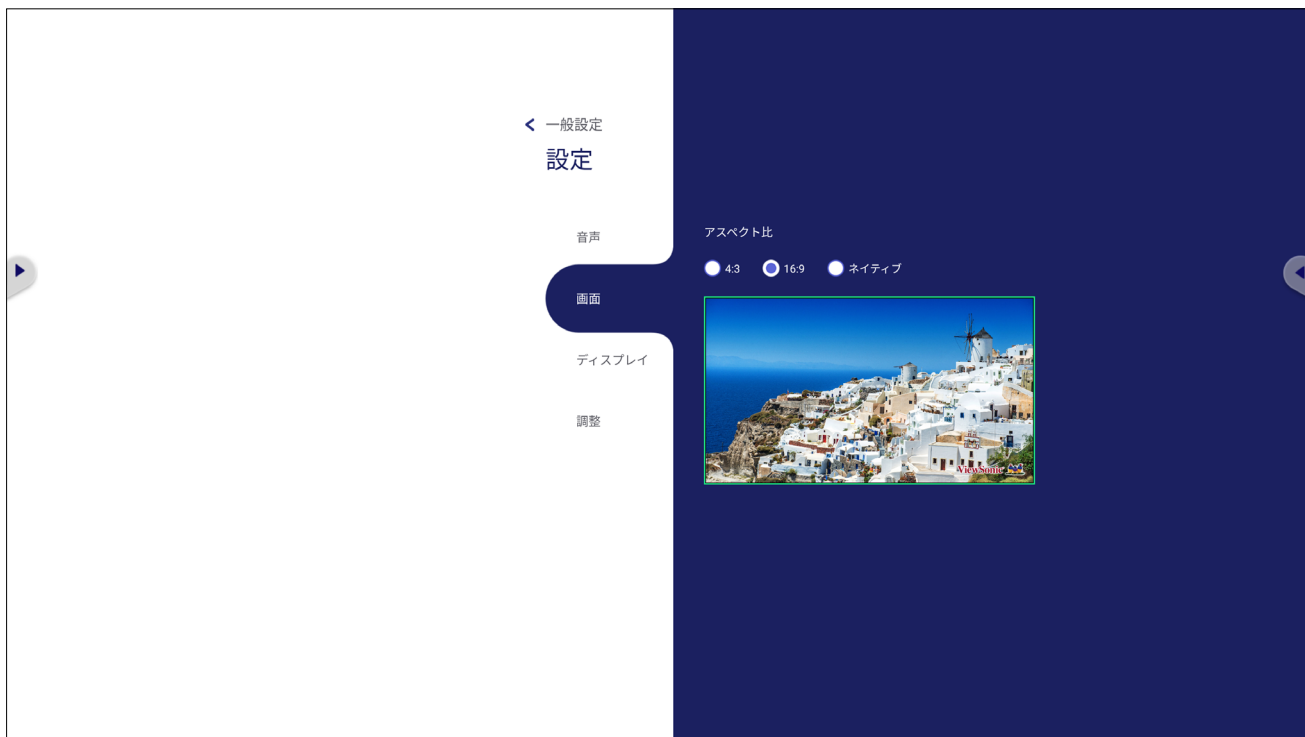 一般設定
設定
音声
画面
ディスプレイ
調整
アスペクト比
4:3 16:9 ネイティブ
ViewSonic